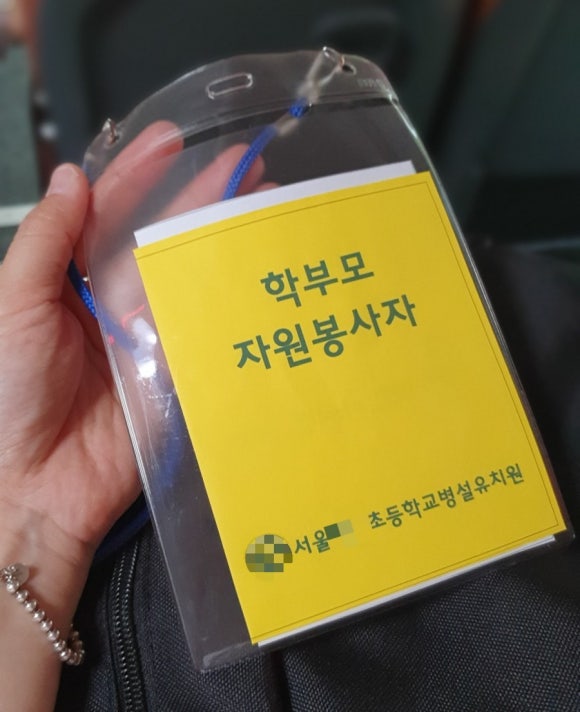 학부모
자원봉사자
서울 초등학교병설유치원